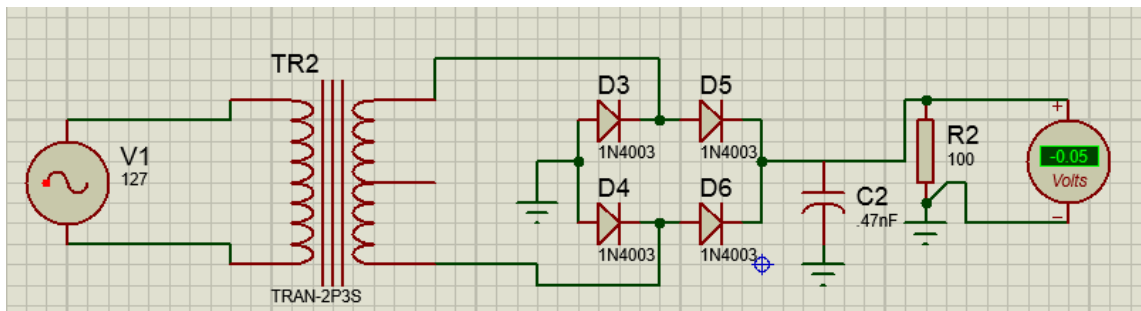 TR2
V1
127
TRAN-2P3S
D3
1N4003
D5
1N4003
D4
1N4003
D6
1N4003
C2
.47nF
R2
100
+
-0.05
Volts
−